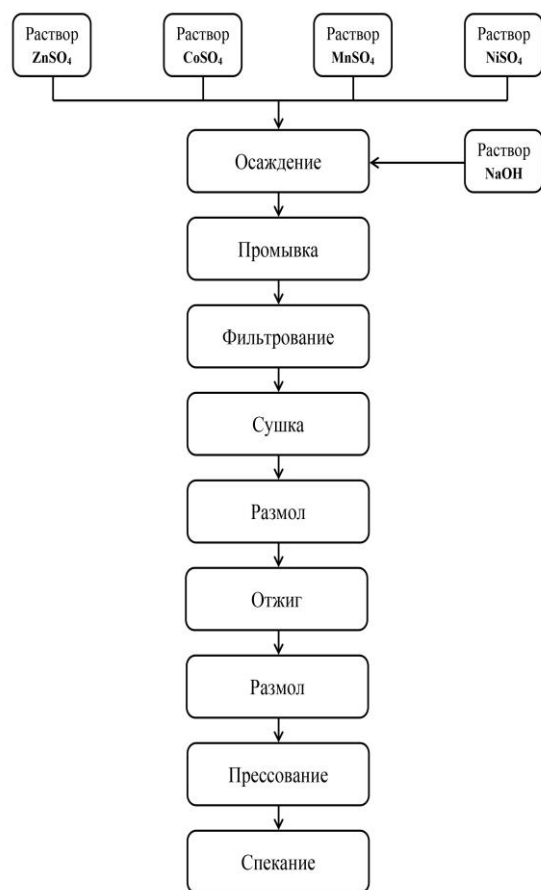 Раствор
ZnSO₄
Раствор
CoSO₄
Раствор
MnSO₄
Раствор
NiSO₄
Осаждение
Раствор
NaOH
Промывка
Фильтрование
Сушка
Размол
Отжиг
Размол
Прессование
Спекание